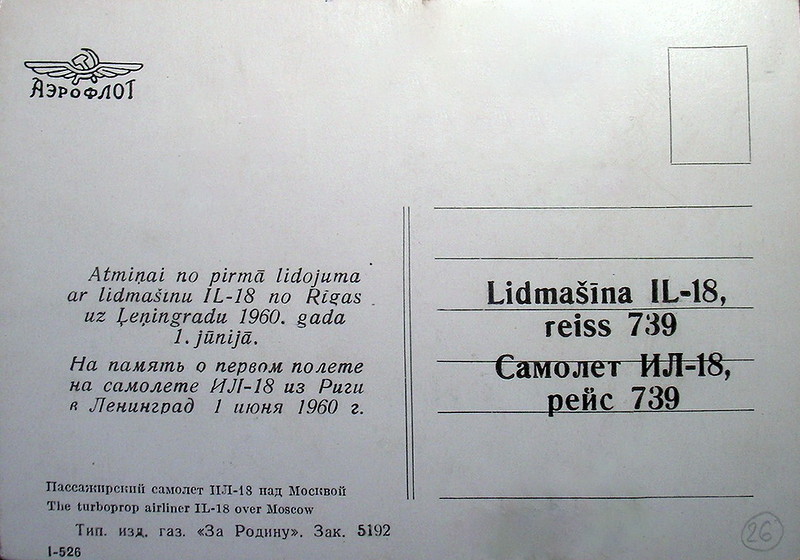 АЭРОФЛОТ
Atmiņai no pirmā lidojuma
ar lidmašīnu IL-18 no Rīgas
uz Ļeņingradu 1960. gada
1. jūnijā.
На память о первом полете
на самолете ИЛ-18 из Риги
в Ленинград 1 июня 1960 г.
Lidmašīna IL-18,
reiss 739
Самолет ИЛ-18,
рейс 739
Пассажирский самолет ИЛ-18 над Москвой
The turboprop airliner IL-18 over Moscow
Тип. изд. газ. «За Родину». Зак. 5192
1-526
26